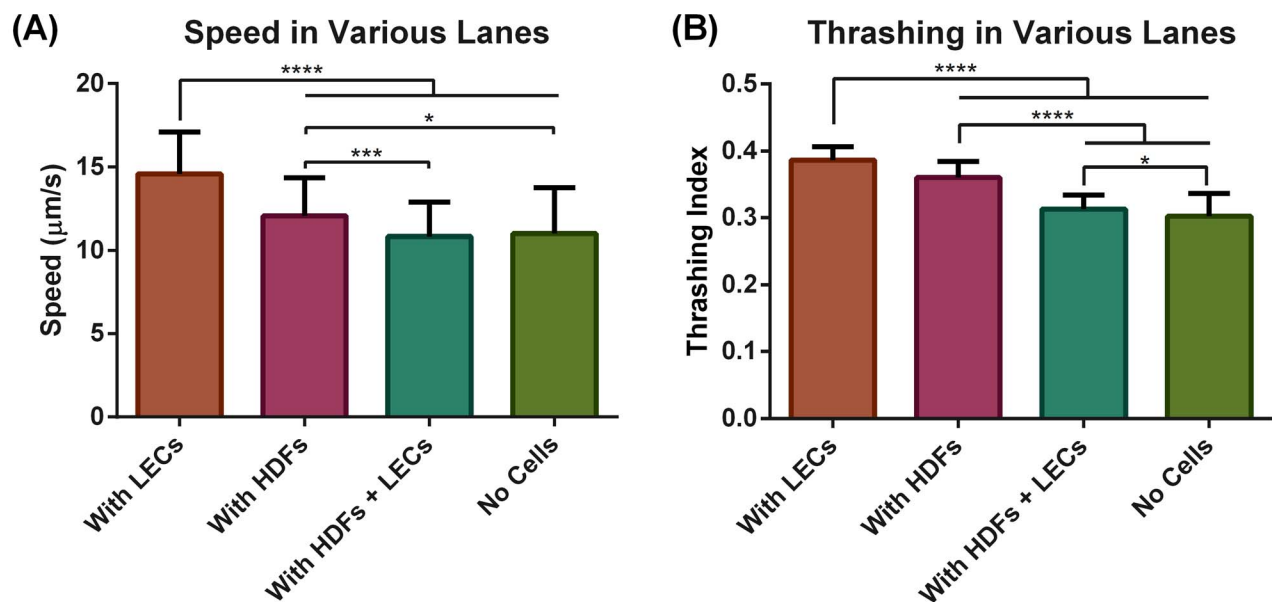 (A) Speed in Various Lanes
****
*
***
20
15
10
5
0
Speed (μm/s)
With LECs
With HDFs
With HDFs + LECs
No Cells
(B) Thrashing in Various Lanes
****
****
*
0.5
0.4
0.3
0.2
0.1
0.0
Thrashing Index
With LECs
With HDFs
With HDFs + LECs
No Cells